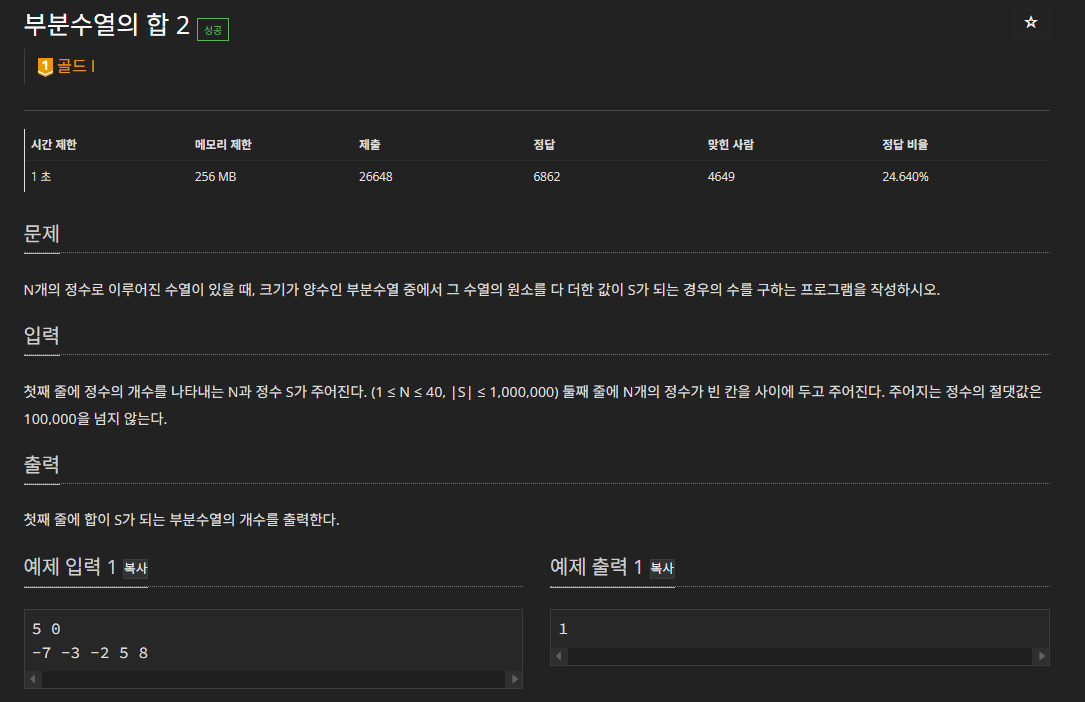 부분수열의 합 2 성공
☆
1 골드 I
시간 제한 메모리 제한 제출 정답 맞힌 사람 정답 비율
1 초 256 MB 26648 6862 4649 24.640%
문제
N개의 정수로 이루어진 수열이 있을 때, 크기가 양수인 부분수열 중에서 그 수열의 원소를 다 더한 값이 S가 되는 경우의 수를 구하는 프로그램을 작성하시오.
입력
첫째 줄에 정수의 개수를 나타내는 N과 정수 S가 주어진다. (1 ≤ N ≤ 40, |S| ≤ 1,000,000) 둘째 줄에 N개의 정수가 빈 칸을 사이에 두고 주어진다. 주어지는 정수의 절댓값은
100,000을 넘지 않는다.
출력
첫째 줄에 합이 S가 되는 부분수열의 개수를 출력한다.
예제 입력 1 복사
5 0
-7 -3 -2 5 8
예제 출력 1 복사
1